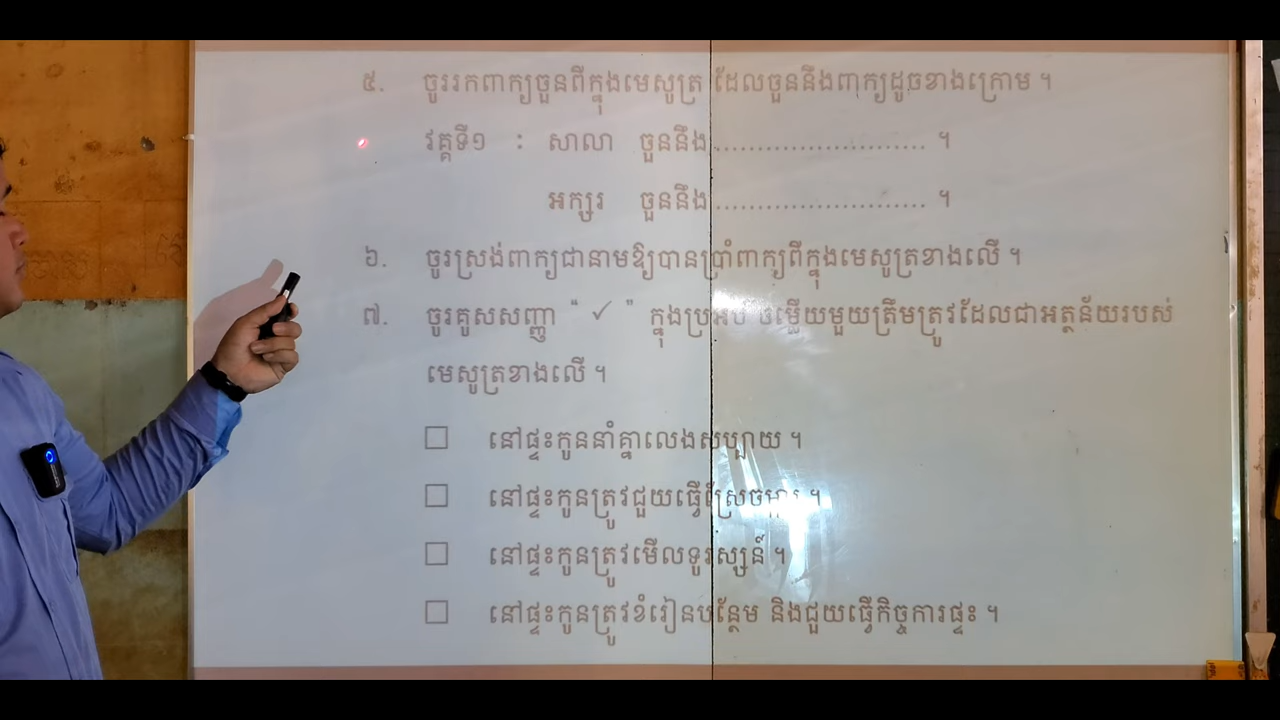 ៥. ចូររកពាក្យចួនពីក្នុងមេសូត្រ ដែលចួននឹងពាក្យដូចខាងក្រោម ។
វគ្គទី១ : សាលា ចួននឹង ......................... ។
អក្សរ ចួននឹង ......................... ។
៦. ចូរស្រង់ពាក្យជានាមឱ្យបានប្រាំពាក្យពីក្នុងមេសូត្រខាងលើ ។
៧. ចូរគូសសញ្ញា "✓" ក្នុងប្រអប់ ចម្លើយមួយត្រឹមត្រូវដែលជាអត្ថន័យរបស់
មេសូត្រខាងលើ ។
☐ នៅផ្ទះកូននាំគ្នាលេងសប្បាយ ។
☐ នៅផ្ទះកូនត្រូវជួយធ្វើស្រែចម្ការ ។
☐ នៅផ្ទះកូនត្រូវមើលទូរស្សន៍ ។
☐ នៅផ្ទះកូនត្រូវខំរៀនបន្ថែម និងជួយធ្វើកិច្ចការផ្ទះ ។